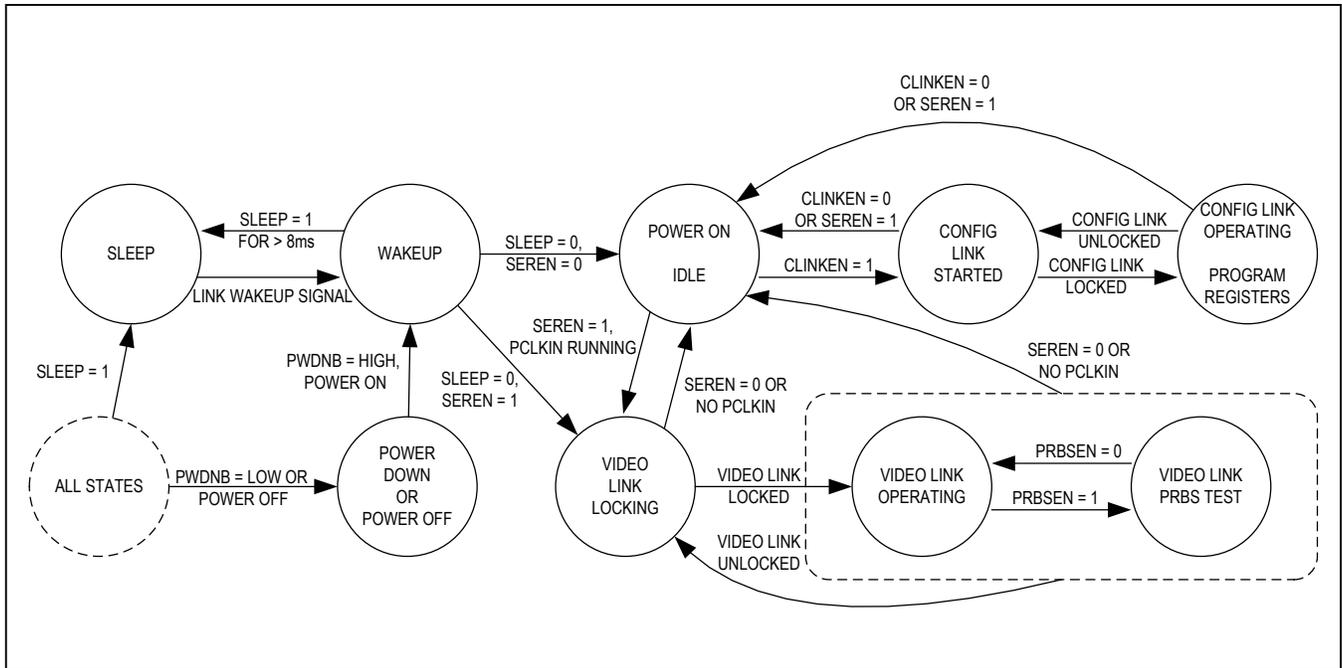 CLINKEN = 0
OR SEREN = 1
SLEEP
SLEEP = 1
FOR > 8ms
LINK WAKEUP SIGNAL
WAKEUP
SLEEP = 0,
SEREN = 0
POWER ON
IDLE
CLINKEN = 0
OR SEREN = 1
CLINKEN = 1
CONFIG
LINK
STARTED
CONFIG LINK
UNLOCKED
CONFIG LINK
LOCKED
CONFIG LINK
OPERATING
PROGRAM
REGISTERS
SLEEP = 1
PWDNB = HIGH,
POWER ON
SLEEP = 0,
SEREN = 1
SEREN = 1,
PCLKIN RUNNING
SEREN = 0 OR
NO PCLKIN
SEREN = 0 OR
NO PCLKIN
ALL STATES
PWDNB = LOW OR
POWER OFF
POWER
DOWN
OR
POWER OFF
VIDEO
LINK
LOCKING
VIDEO LINK
LOCKED
VIDEO LINK
OPERATING
PRBSEN = 0
PRBSEN = 1
VIDEO LINK
PRBS TEST
VIDEO LINK
UNLOCKED